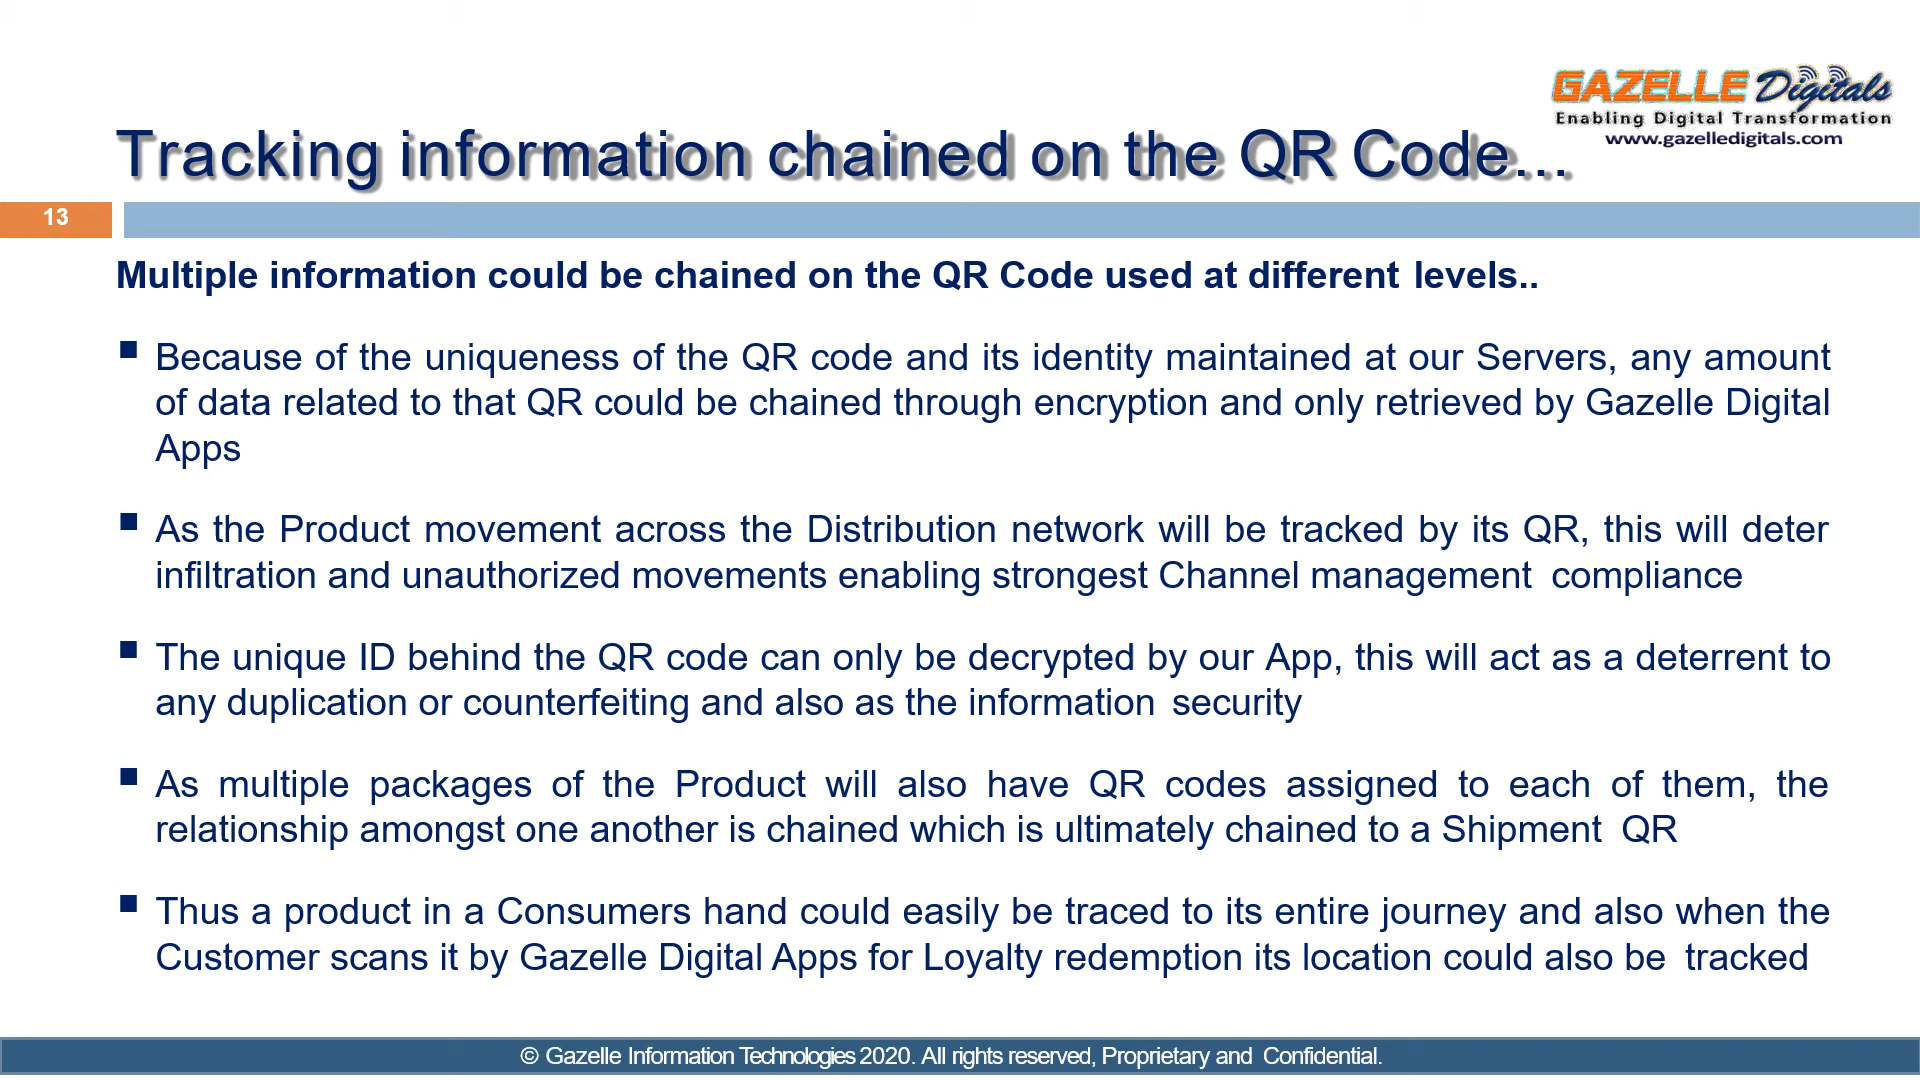 GAZELLE Digitals
Enabling Digital Transformation
www.gazelledigitals.com
Tracking information chained on the QR Code...
13
Multiple information could be chained on the QR Code used at different levels..
▪ Because of the uniqueness of the QR code and its identity maintained at our Servers, any amount
of data related to that QR could be chained through encryption and only retrieved by Gazelle Digital
Apps
▪ As the Product movement across the Distribution network will be tracked by its QR, this will deter
infiltration and unauthorized movements enabling strongest Channel management compliance
▪ The unique ID behind the QR code can only be decrypted by our App, this will act as a deterrent to
any duplication or counterfeiting and also as the information security
▪ As multiple packages of the Product will also have QR codes assigned to each of them, the
relationship amongst one another is chained which is ultimately chained to a Shipment QR
▪ Thus a product in a Consumers hand could easily be traced to its entire journey and also when the
Customer scans it by Gazelle Digital Apps for Loyalty redemption its location could also be tracked
© Gazelle Information Technologies 2020. All rights reserved, Proprietary and Confidential.